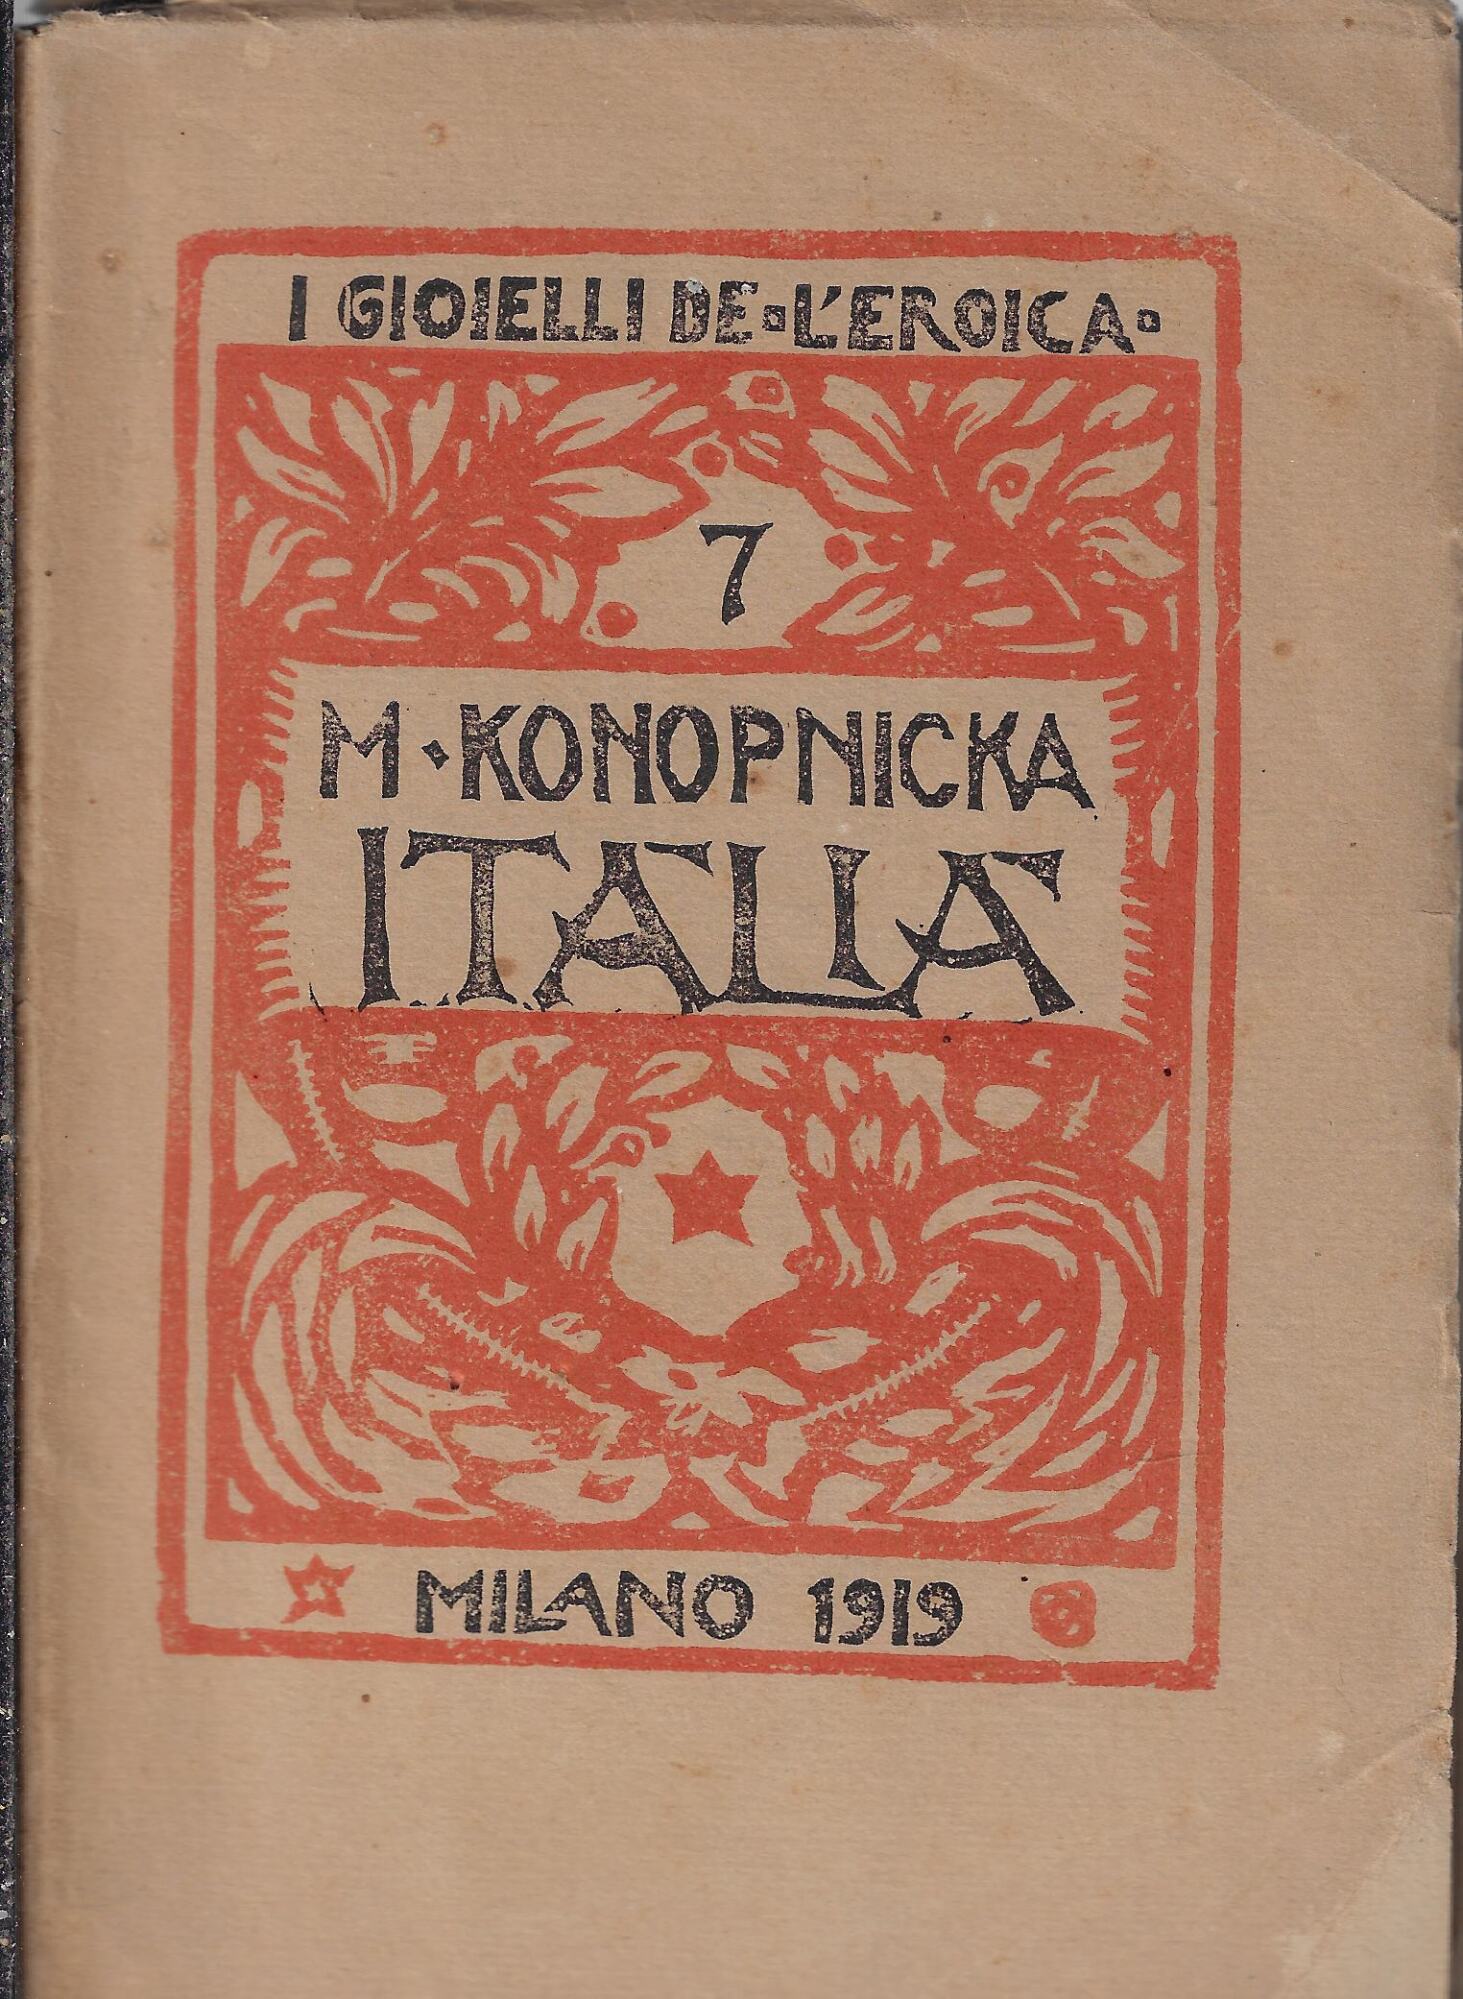 I GIOIELLI DE L'EROICA
7
M · KONOPNICKA
ITALIA
MILANO 1919